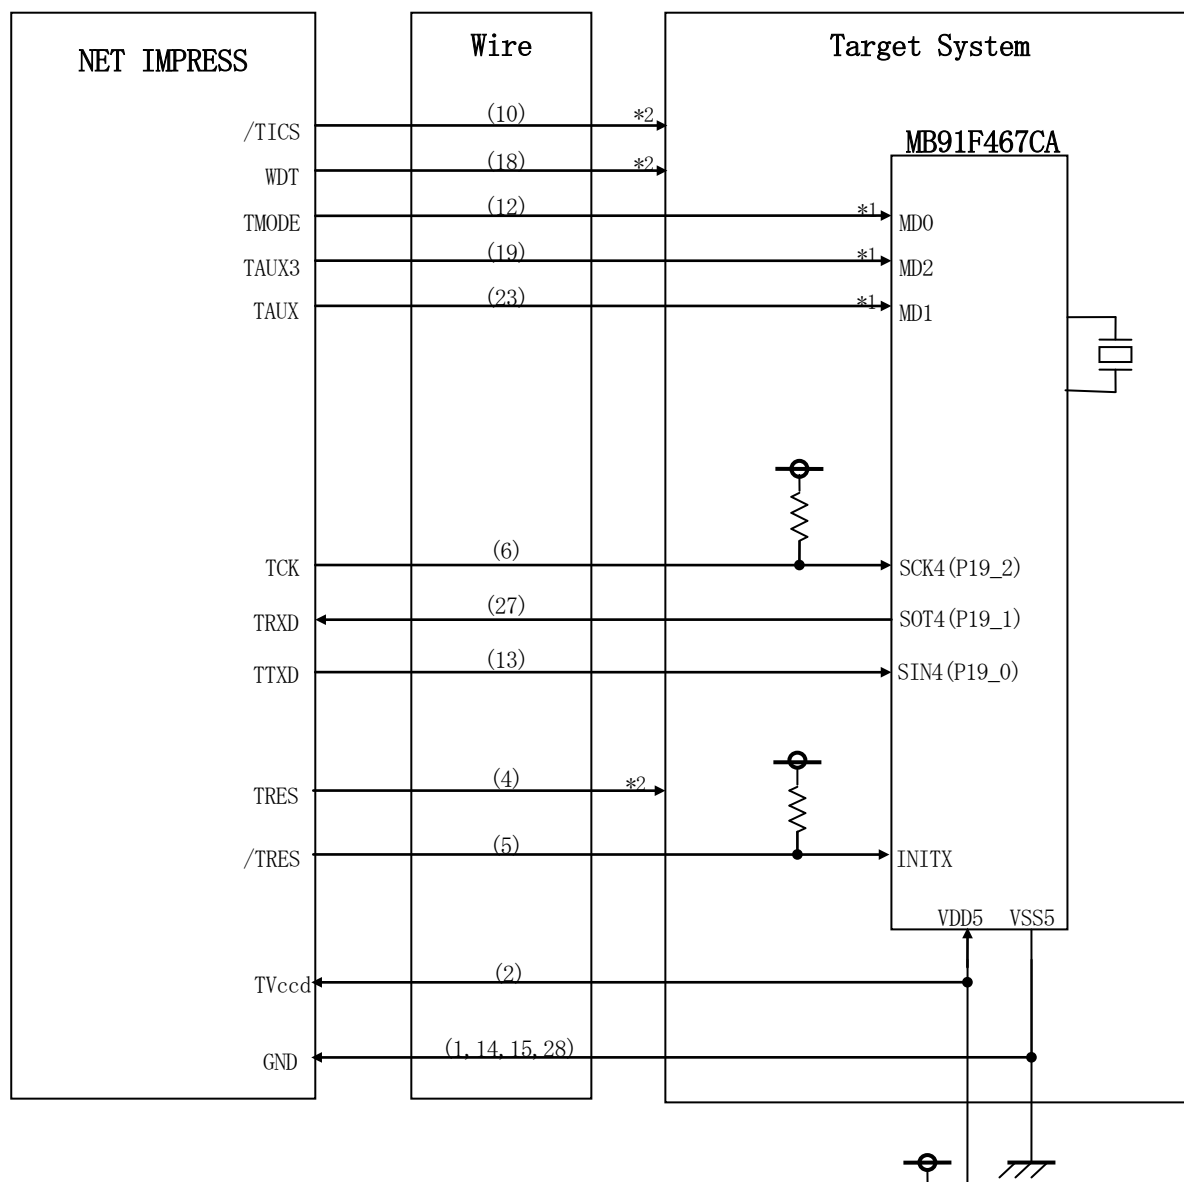 NET IMPRESS
Wire
Target System
/TICS (10) *2
MB91F467CA
WDT (18) *2
TMODE (12) *1 MD0
TAUX3 (19) *1 MD2
TAUX (23) *1 MD1
TCK (6) SCK4(P19_2)
TRXD (27) SOT4(P19_1)
TTXD (13) SIN4(P19_0)
TRES (4) *2
/TRES (5) INITX
VDD5 VSS5
TVccd (2)
GND (1,14,15,28)